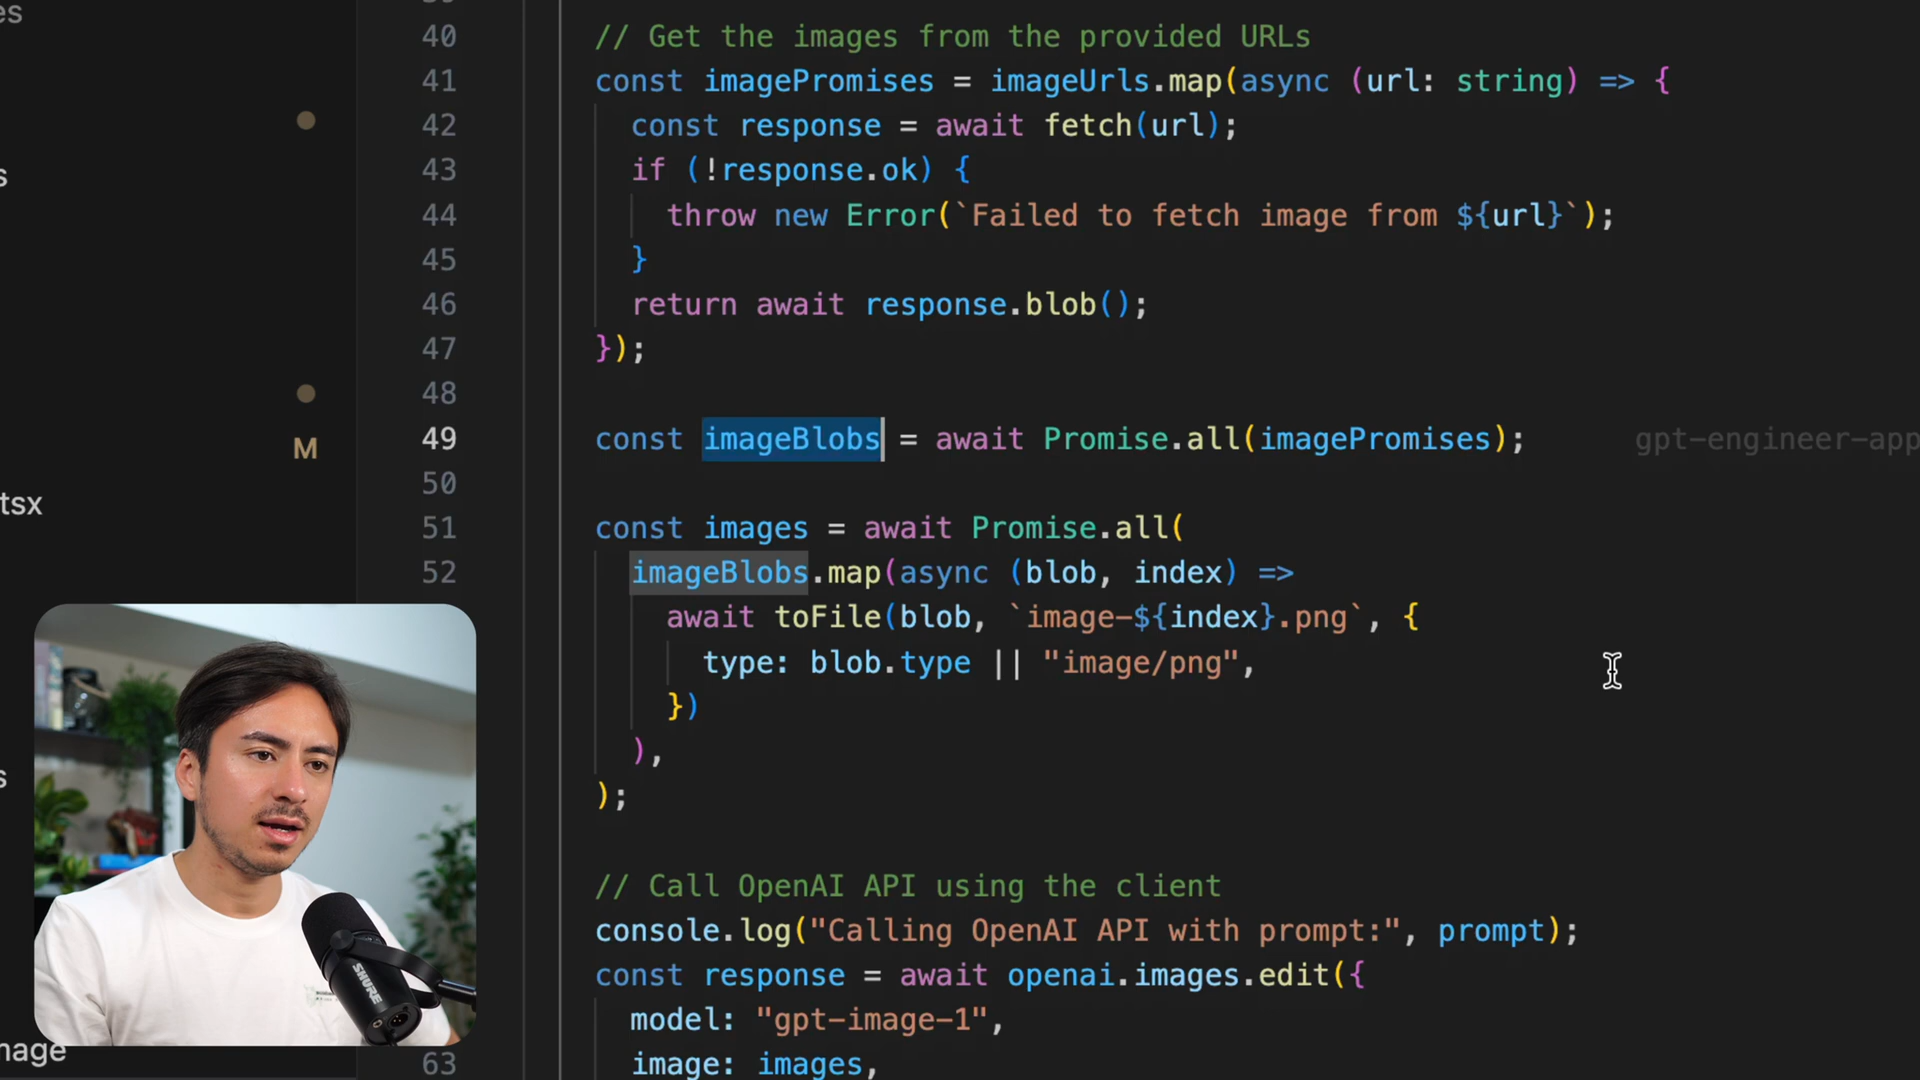 es
40 // Get the images from the provided URLs
41 const imagePromises = imageUrls.map(async (url: string) => {
42 const response = await fetch(url);
s
43 if (!response.ok) {
44 throw new Error(`Failed to fetch image from ${url}`);
45 }
46 return await response.blob();
47 });
48
M
49 const imageBlobs = await Promise.all(imagePromises); gpt-engineer-app
50
tsx
51 const images = await Promise.all(
52 imageBlobs.map(async (blob, index) =>
await toFile(blob, `image-${index}.png`, {
type: blob.type || "image/png",
})
),
s
);
// Call OpenAI API using the client
console.log("Calling OpenAI API with prompt:", prompt);
const response = await openai.images.edit({
model: "gpt-image-1",
mage
63 image: images,
SHURE